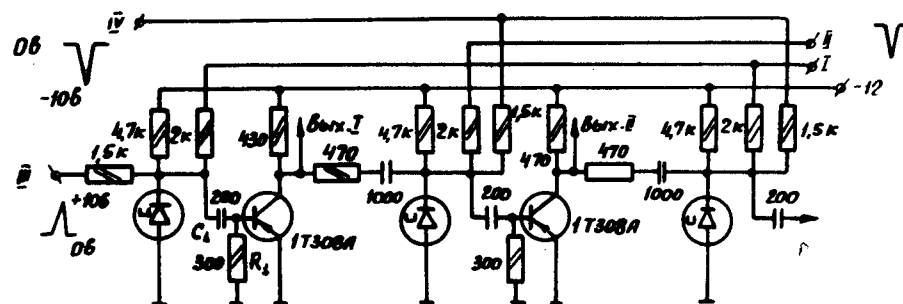 IV
0в
-10в
II
I
-12
4,7к
2к
430
Вых. I
4,7к
2к
1,5к
470
Вых. II
4,7к
2к
1,5к
III
1,5к
470
1000
470
1000
+10в
0в
200
C1
300
R1
1Т308А
200
300
1Т308А
200